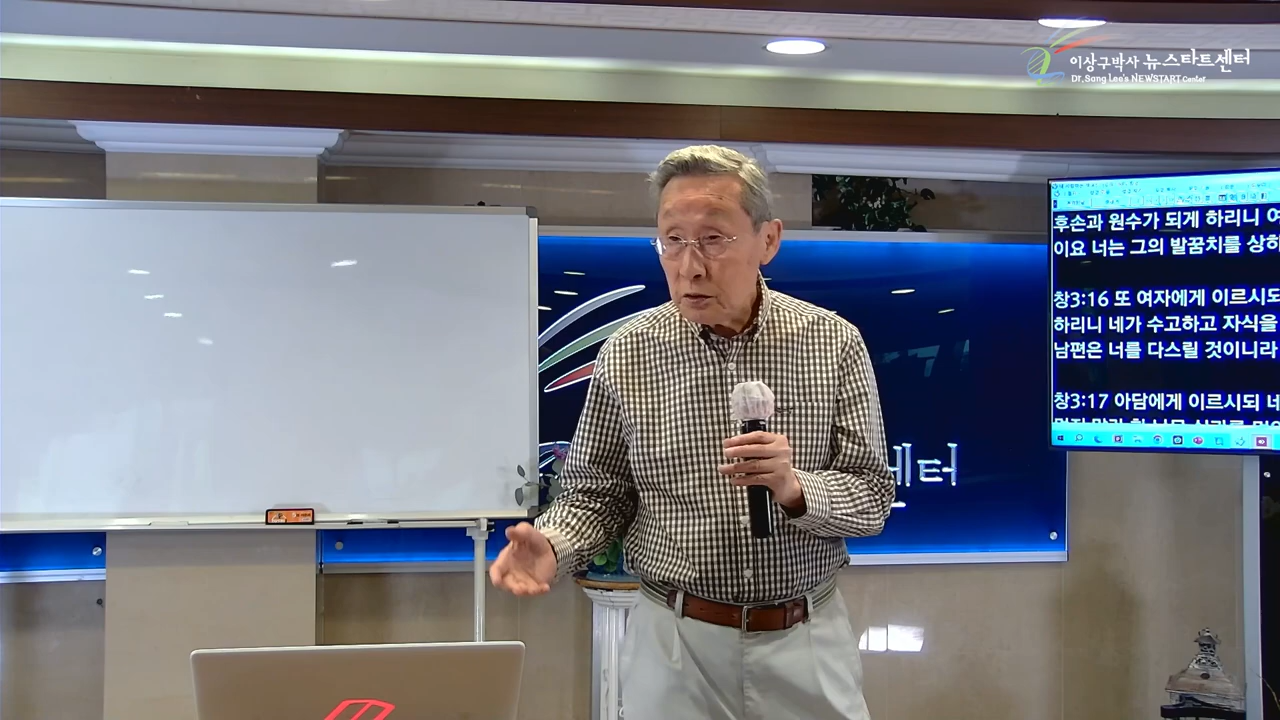 이상구박사 뉴스타트센터
Dr.Sang Lee's NEWSTART Center
후손과 원수가 되게 하리니
이요 너는 그의 발꿈치를 상하
창3:16 또 여자에게 이르시되
하리니 네가 수고하고 자식을
남편은 너를 다스릴 것이니라
창3:17 아담에게 이르시되 네
센터